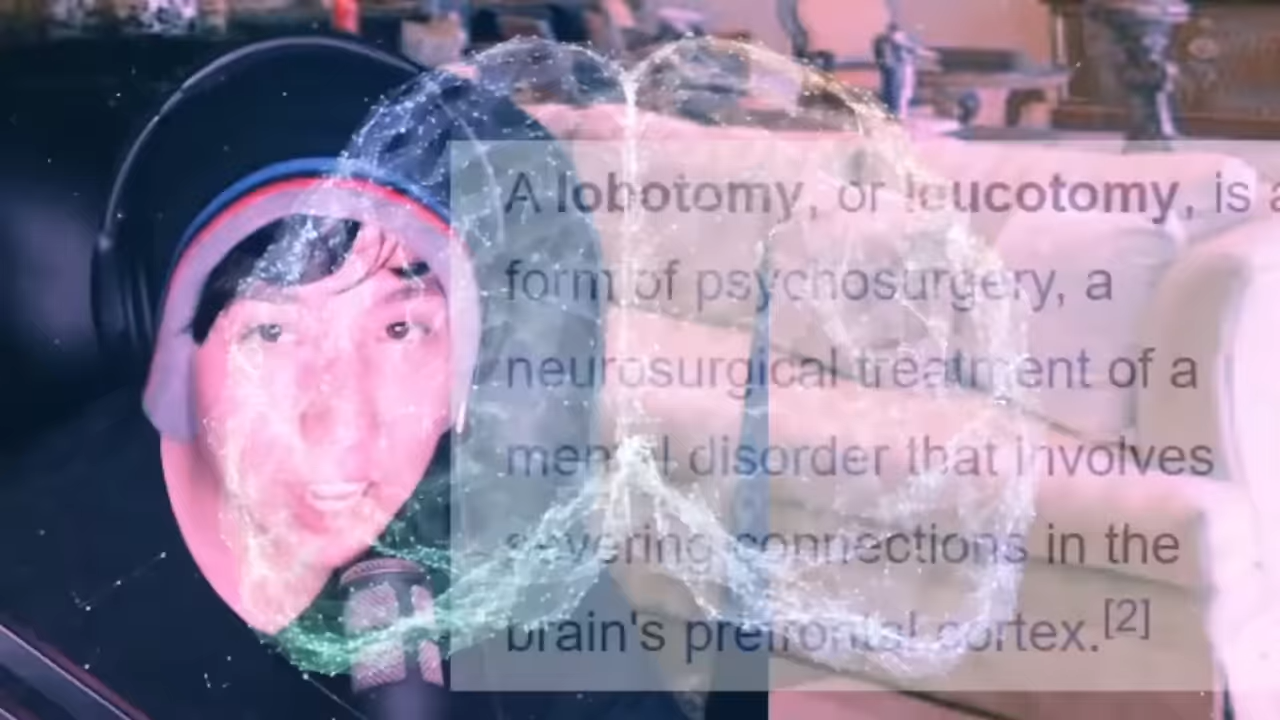 A lobotomy, or leucotomy, is a
form of psychosurgery, a
neurosurgical treatment of a
mental disorder that involves
severing connections in the
brain's prefrontal cortex.[2]